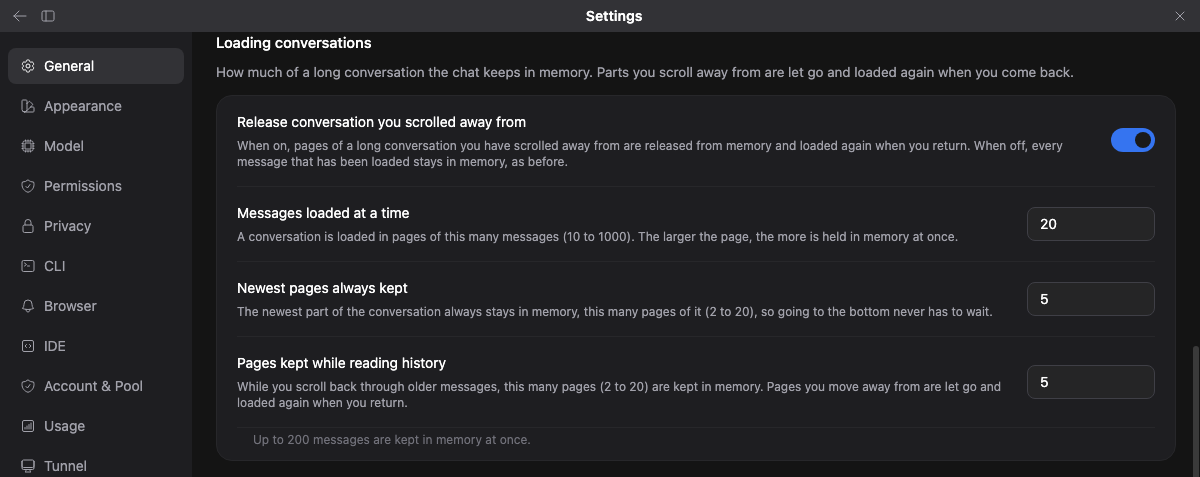 Settings
General
Appearance
Model
Permissions
Privacy
CLI
Browser
IDE
Account & Pool
Usage
Tunnel
Loading conversations
How much of a long conversation the chat keeps in memory. Parts you scroll away from are let go and loaded again when you come back.
Release conversation you scrolled away from
When on, pages of a long conversation you have scrolled away from are released from memory and loaded again when you return. When off, every
message that has been loaded stays in memory, as before.
Messages loaded at a time
A conversation is loaded in pages of this many messages (10 to 1000). The larger the page, the more is held in memory at once.
20
Newest pages always kept
The newest part of the conversation always stays in memory, this many pages of it (2 to 20), so going to the bottom never has to wait.
5
Pages kept while reading history
While you scroll back through older messages, this many pages (2 to 20) are kept in memory. Pages you move away from are let go and
loaded again when you return.
5
Up to 200 messages are kept in memory at once.